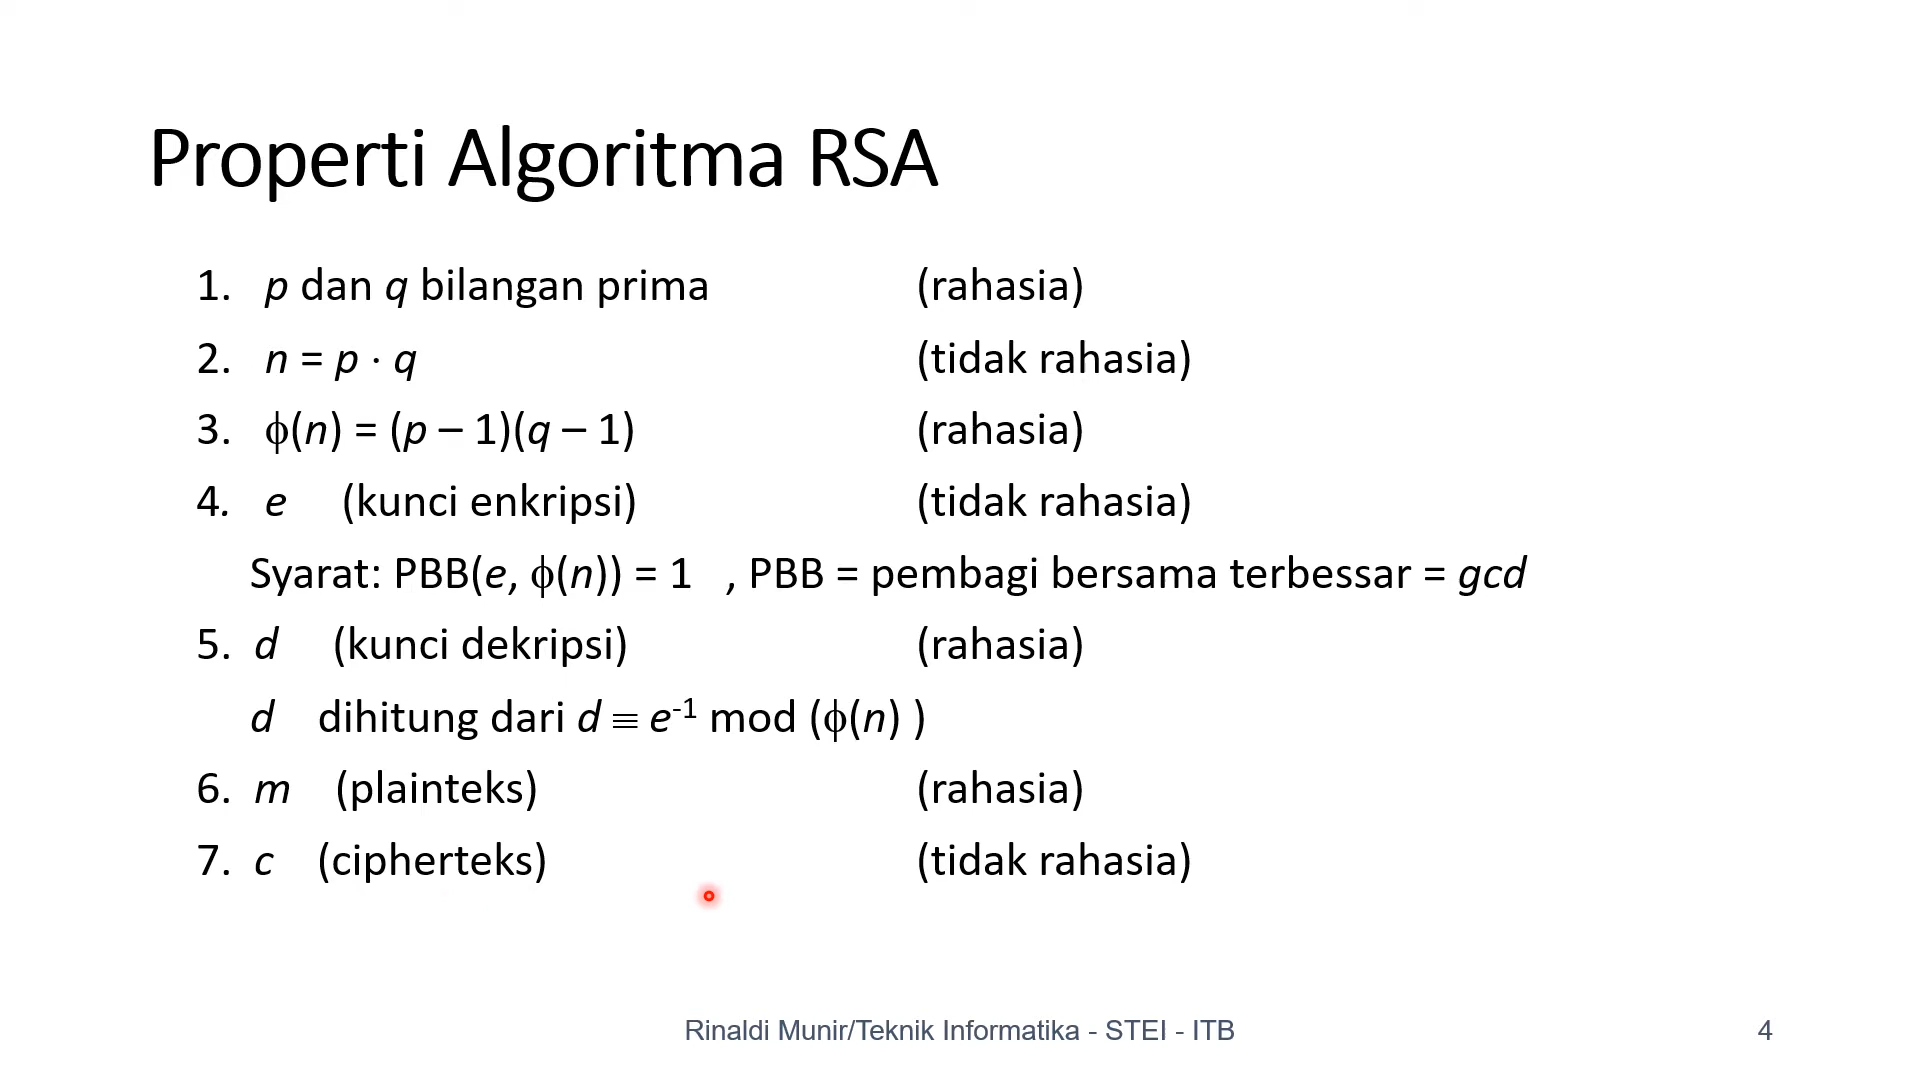 Properti Algoritma RSA
1. p dan q bilangan prima (rahasia)
2. n = p · q (tidak rahasia)
3. ϕ(n) = (p – 1)(q – 1) (rahasia)
4. e (kunci enkripsi) (tidak rahasia)
Syarat: PBB(e, ϕ(n)) = 1 , PBB = pembagi bersama terbessar = gcd
5. d (kunci dekripsi) (rahasia)
d dihitung dari d ≡ e⁻¹ mod (ϕ(n) )
6. m (plainteks) (rahasia)
7. c (cipherteks) (tidak rahasia)
Rinaldi Munir/Teknik Informatika - STEI - ITB 4